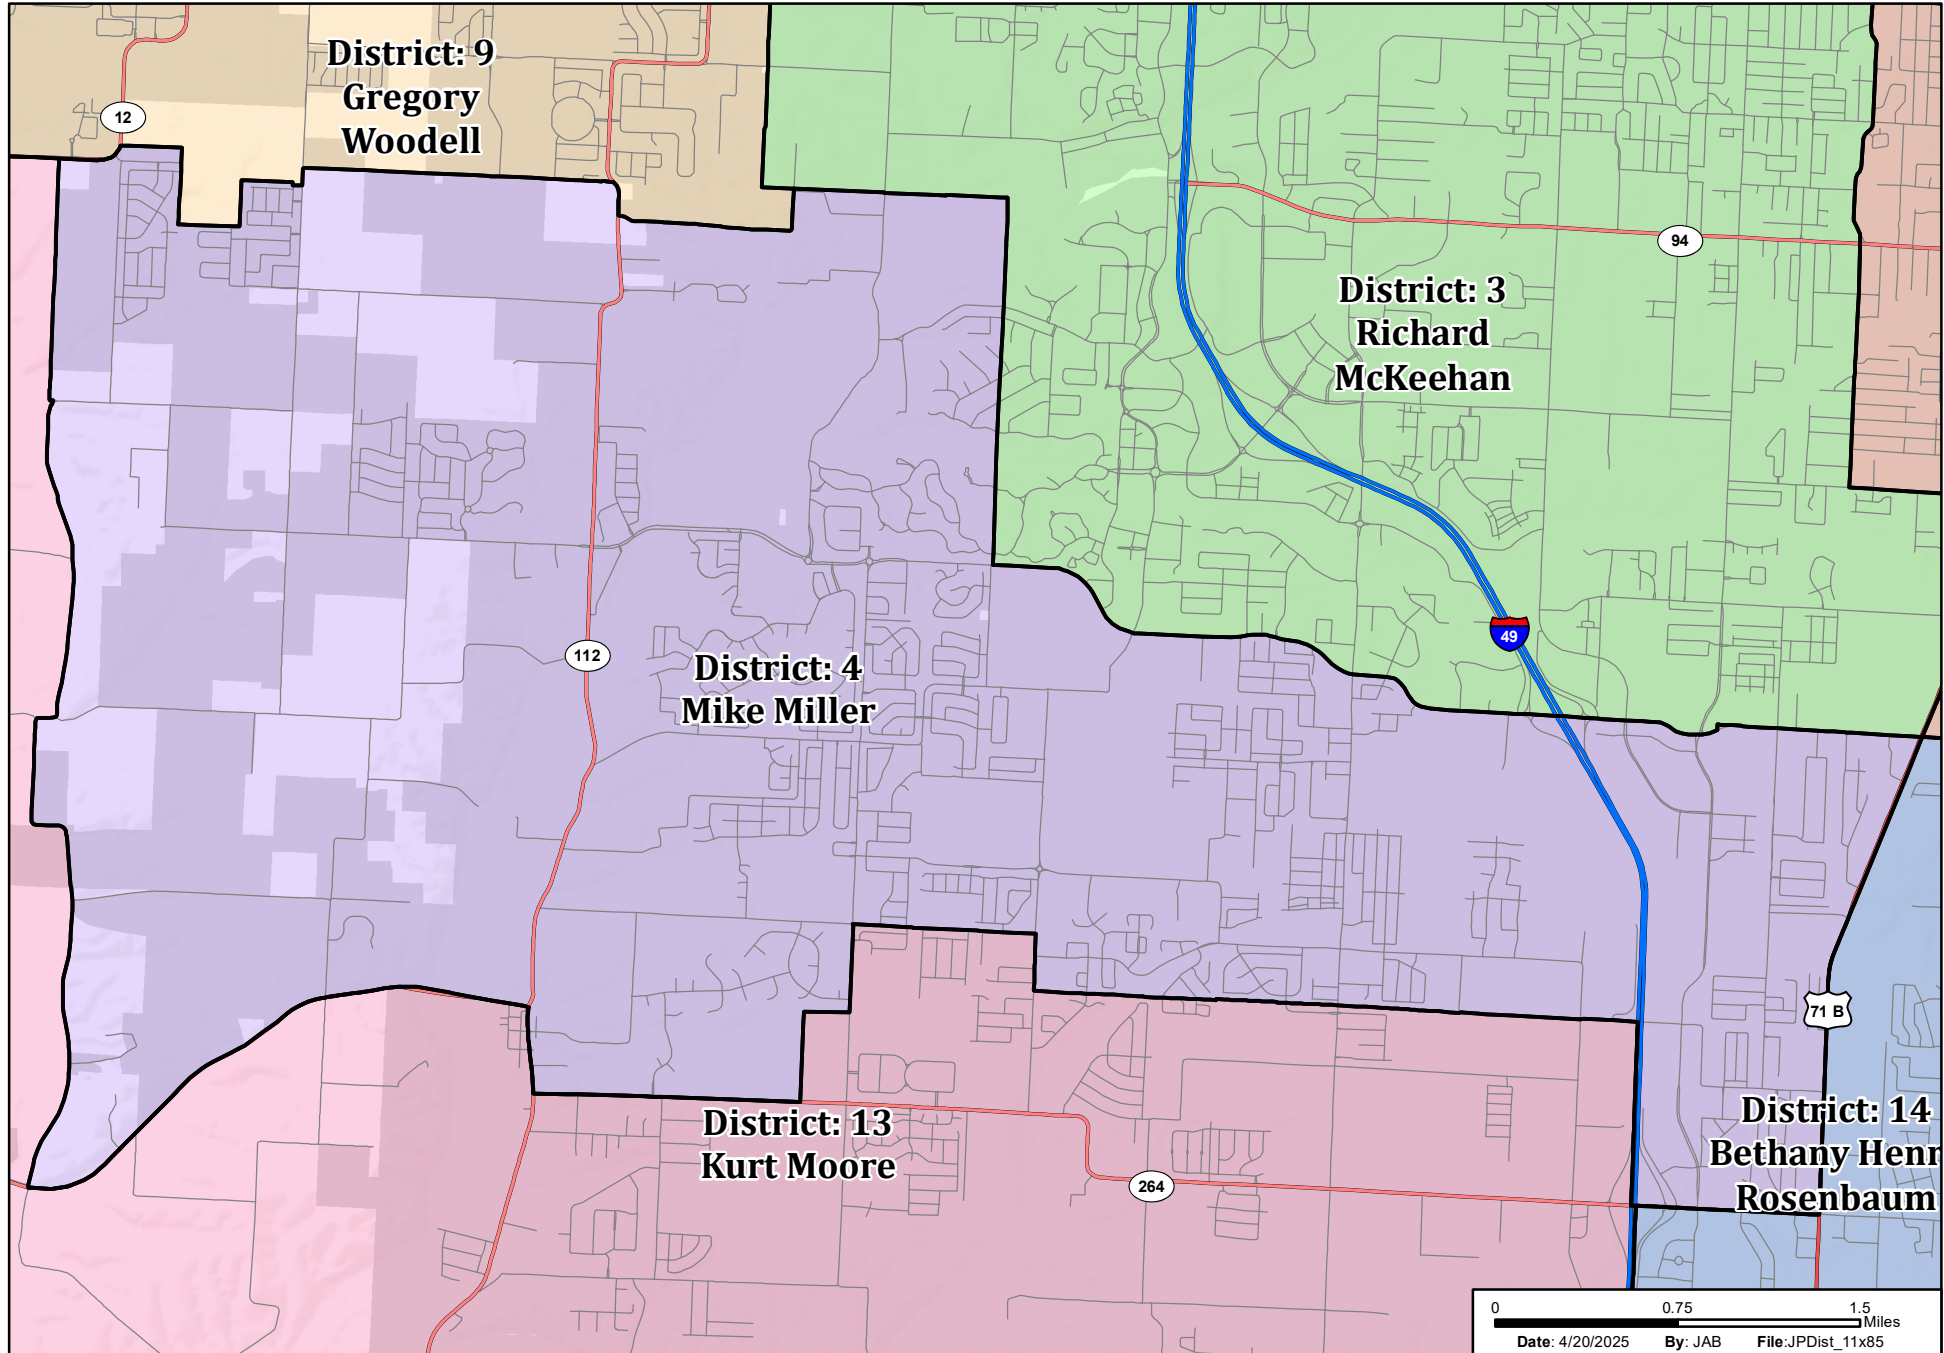 District: 9
Gregory
Woodell
12
94
District: 3
Richard
McKeehan
49
112
District: 4
Mike Miller
71 B
District: 13
Kurt Moore
District: 14
Bethany Henr
Rosenbaum
264
0 0.75 1.5
Miles
Date: 4/20/2025 By: JAB File:JPDist_11x85